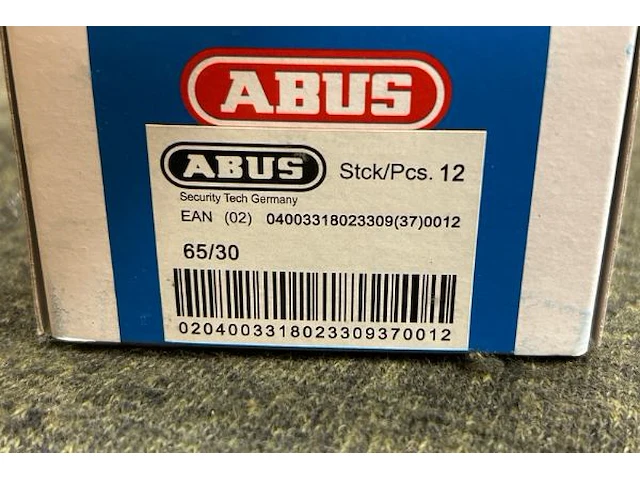 ABUS
ABUS Stck/Pcs. 12
Security Tech Germany
EAN (02) 04003318023309(37)0012
65/30
0204003318023309370012